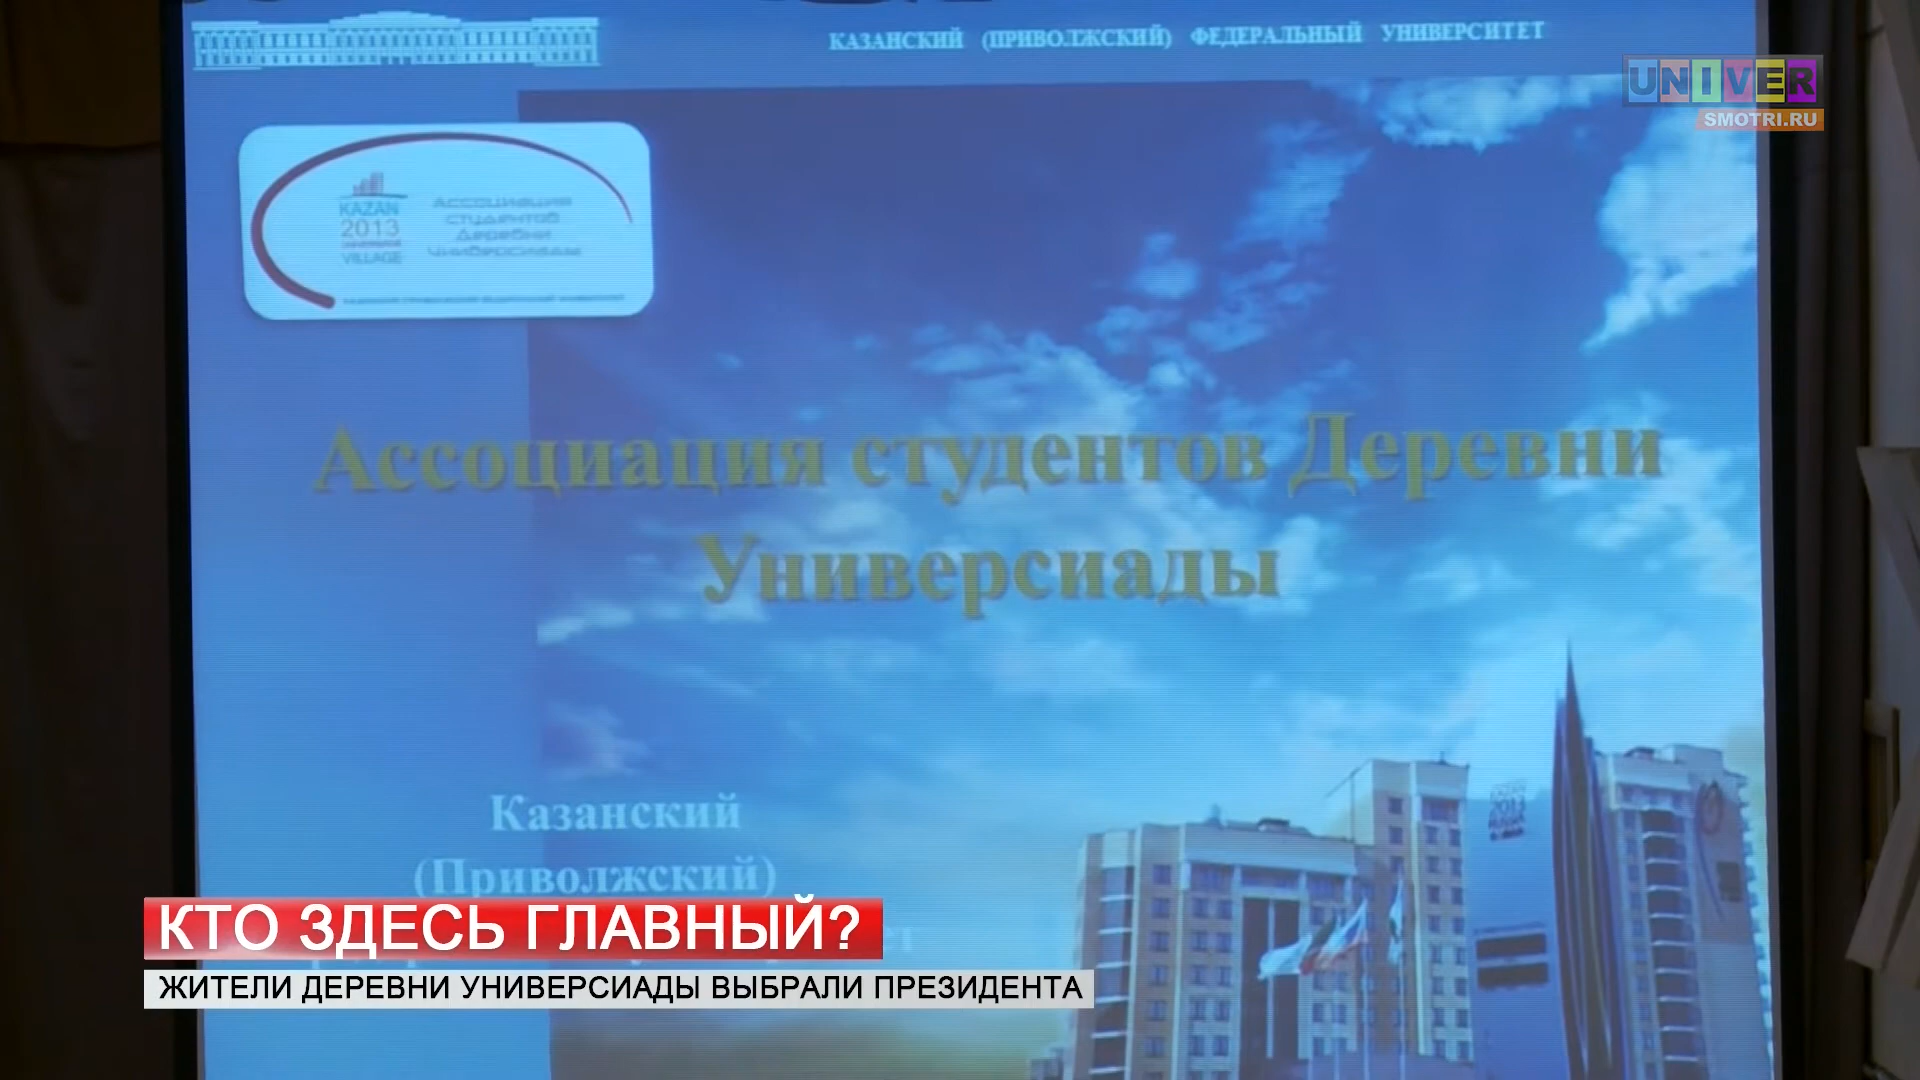 КАЗАНСКИЙ (ПРИВОЛЖСКИЙ) ФЕДЕРАЛЬНЫЙ УНИВЕРСИТЕТ
UNIVER
SMOTRI.RU
KAZAN
2013
VILLAGE
Ассоциация
студентов
Деревни
Универсиады
Ассоциация студентов Деревни
Универсиады
Казанский
(Приволжский)
КТО ЗДЕСЬ ГЛАВНЫЙ?
ЖИТЕЛИ ДЕРЕВНИ УНИВЕРСИАДЫ ВЫБРАЛИ ПРЕЗИДЕНТА